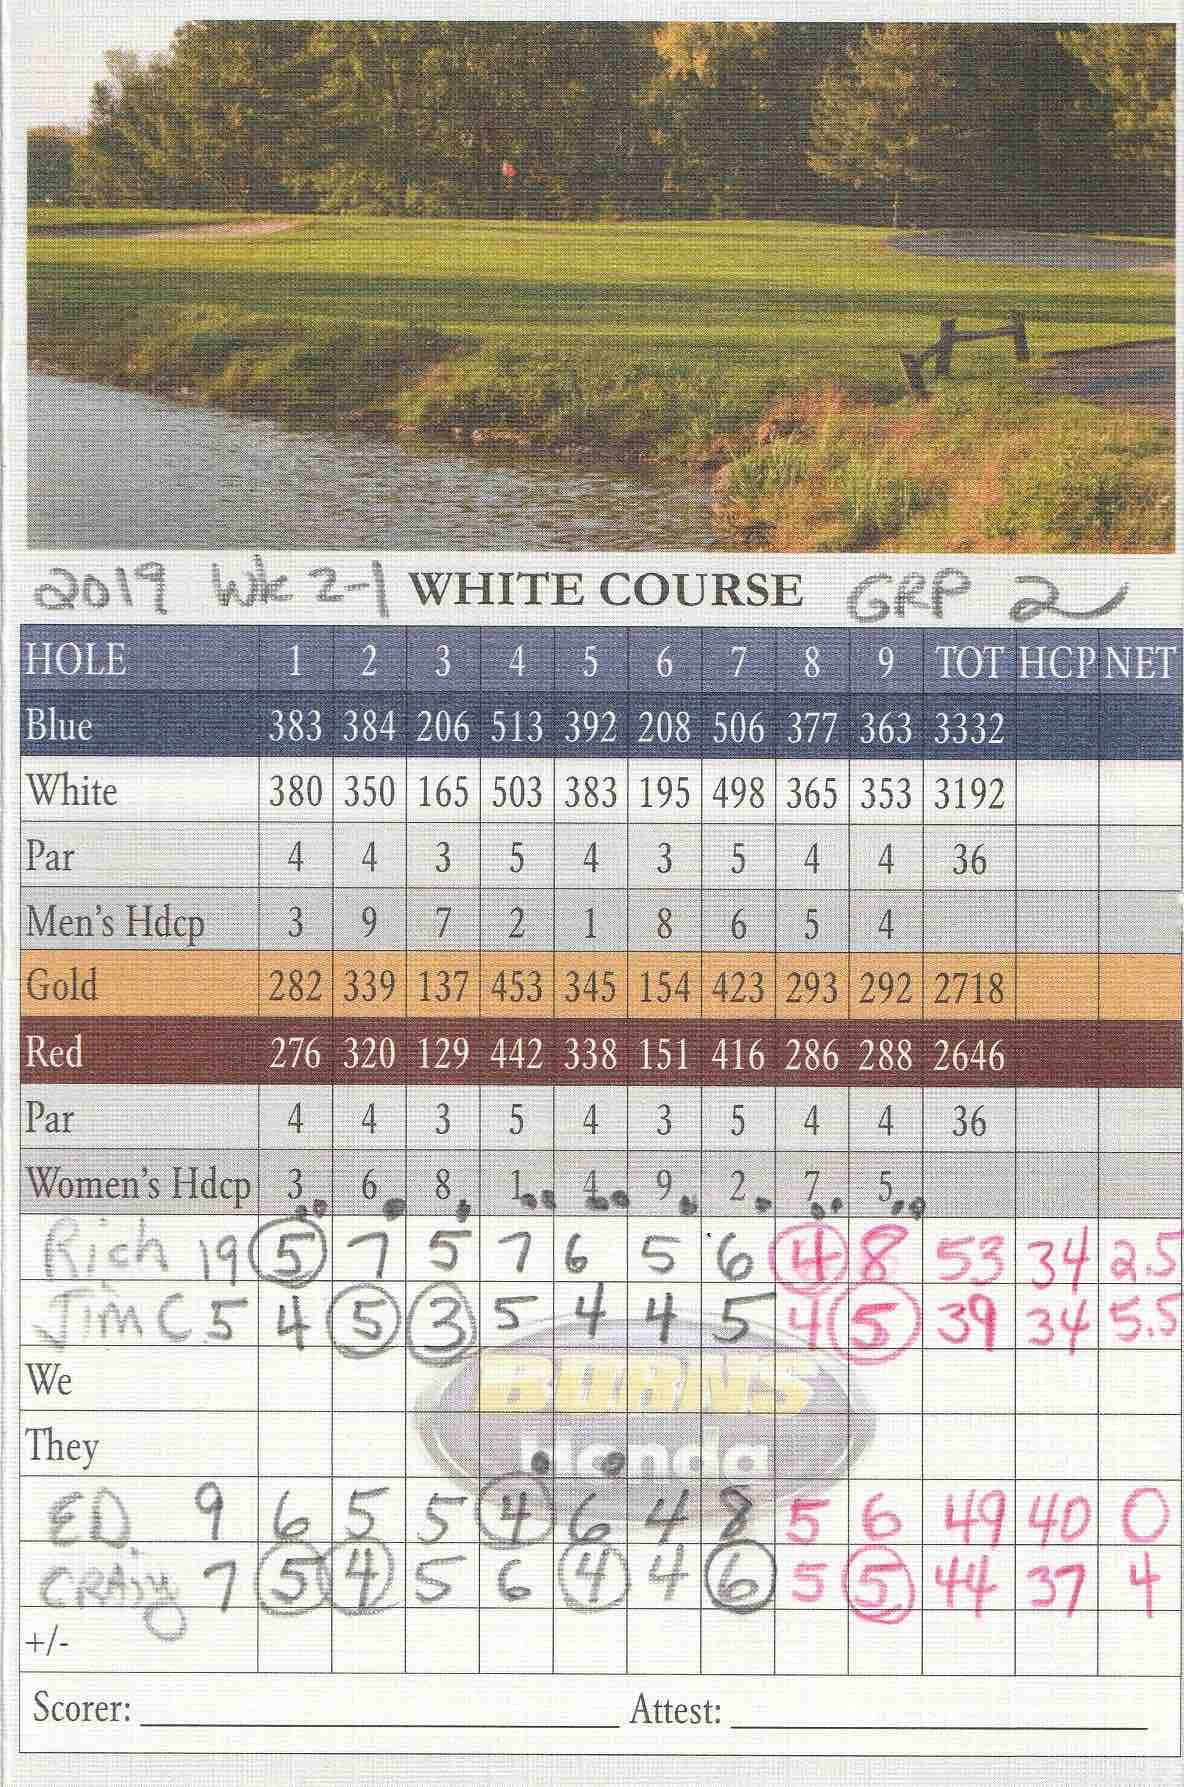 2019 Wk 2-1 WHITE COURSE GRP 2
HOLE 1 2 3 4 5 6 7 8 9 TOT HCP NET
Blue 383 384 206 513 392 208 506 377 363 3332
White 380 350 165 503 383 195 498 365 353 3192
Par 4 4 3 5 4 3 5 4 4 36
Men's Hdcp 3 9 7 2 1 8 6 5 4
Gold 282 339 137 453 345 154 423 293 292 2718
Red 276 320 129 442 338 151 416 286 288 2646
Par 4 4 3 5 4 3 5 4 4 36
Women's Hdcp 3 6 8 1 4 9 2 7 5
Rich 19 5 7 5 7 6 5 6 4 8 53 34 2.5
Jim C 5 4 5 3 5 4 4 5 4 5 39 34 5.5
We
BURNS
They
Honda
ED 9 6 5 5 4 6 4 8 5 6 49 40 0
CRAIG 7 5 4 5 6 4 4 6 5 5 44 37 4
+/-
Scorer: Attest: